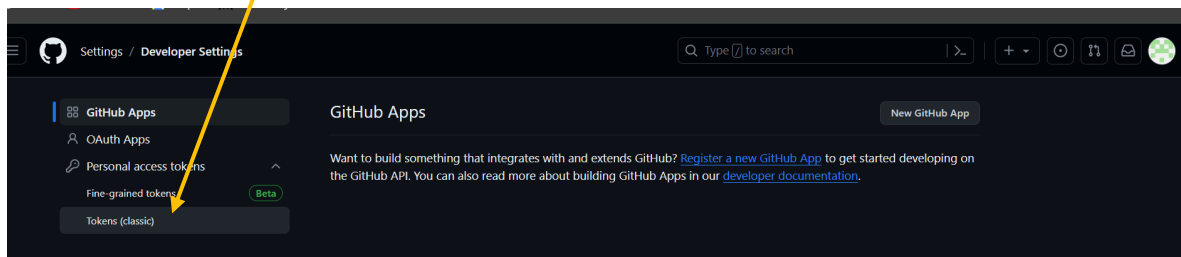 Settings / Developer Settings
Type / to search
GitHub Apps
OAuth Apps
Personal access tokens
Fine-grained tokens
Beta
Tokens (classic)
GitHub Apps
New GitHub App
Want to build something that integrates with and extends GitHub? Register a new GitHub App to get started developing on
the GitHub API. You can also read more about building GitHub Apps in our developer documentation.